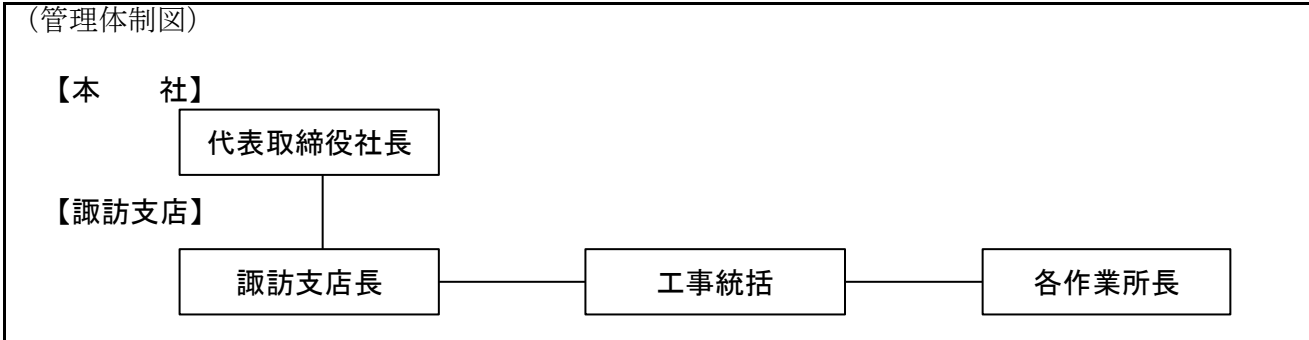 （管理体制図）
【本　　社】
代表取締役社長
【諏訪支店】
諏訪支店長　工事統括　各作業所長